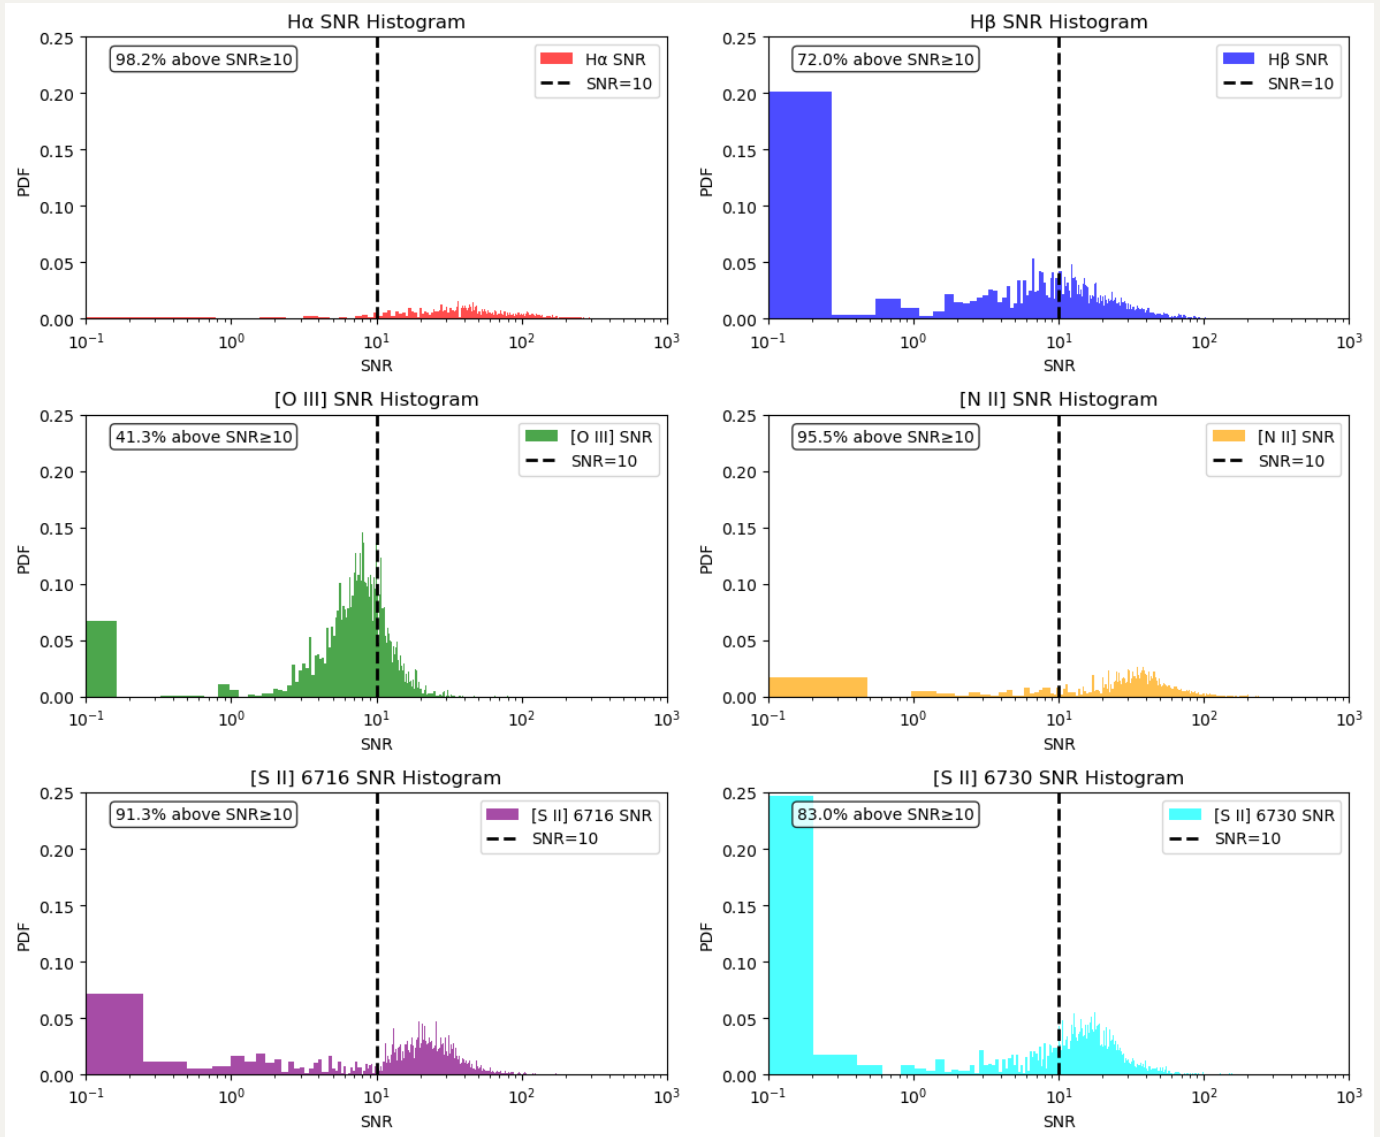 Hα SNR Histogram
0.25
0.20
0.15
0.10
0.05
0.00
PDF
98.2% above SNR≥10
Hα SNR
SNR=10
10⁻¹ 10⁰ 10¹ 10² 10³
SNR
Hβ SNR Histogram
0.25
0.20
0.15
0.10
0.05
0.00
PDF
72.0% above SNR≥10
Hβ SNR
SNR=10
10⁻¹ 10⁰ 10¹ 10² 10³
SNR
[O III] SNR Histogram
0.25
0.20
0.15
0.10
0.05
0.00
PDF
41.3% above SNR≥10
[O III] SNR
SNR=10
10⁻¹ 10⁰ 10¹ 10² 10³
SNR
[N II] SNR Histogram
0.25
0.20
0.15
0.10
0.05
0.00
PDF
95.5% above SNR≥10
[N II] SNR
SNR=10
10⁻¹ 10⁰ 10¹ 10² 10³
SNR
[S II] 6716 SNR Histogram
0.25
0.20
0.15
0.10
0.05
0.00
PDF
91.3% above SNR≥10
[S II] 6716 SNR
SNR=10
10⁻¹ 10⁰ 10¹ 10² 10³
SNR
[S II] 6730 SNR Histogram
0.25
0.20
0.15
0.10
0.05
0.00
PDF
83.0% above SNR≥10
[S II] 6730 SNR
SNR=10
10⁻¹ 10⁰ 10¹ 10² 10³
SNR